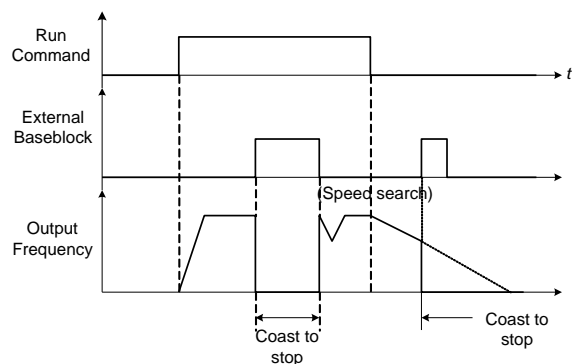 Run
Command
t
External
Baseblock
(Speed search)
Output
Frequency
Coast to
stop
Coast to
stop